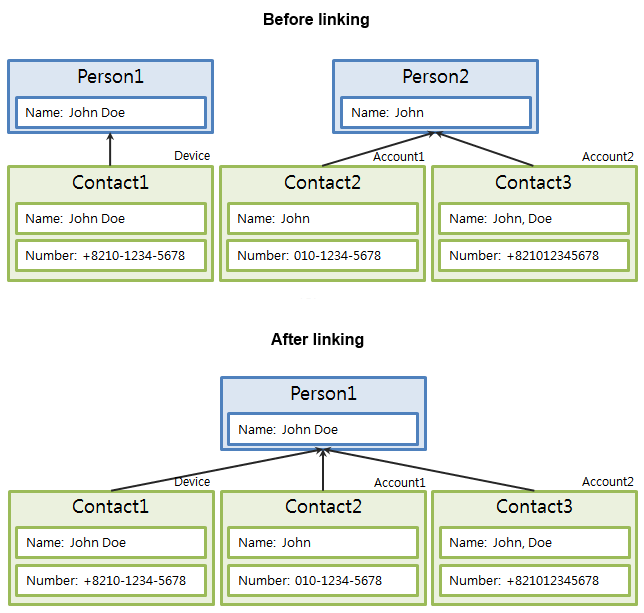 Before linking
Person1
Person2
Name: John Doe
Name: John
Device
Account1
Account2
Contact1
Contact2
Contact3
Name: John Doe
Name: John
Name: John, Doe
Number: +8210-1234-5678
Number: 010-1234-5678
Number: +821012345678
After linking
Person1
Name: John Doe
Device
Account1
Account2
Contact1
Contact2
Contact3
Name: John Doe
Name: John
Name: John, Doe
Number: +8210-1234-5678
Number: 010-1234-5678
Number: +821012345678